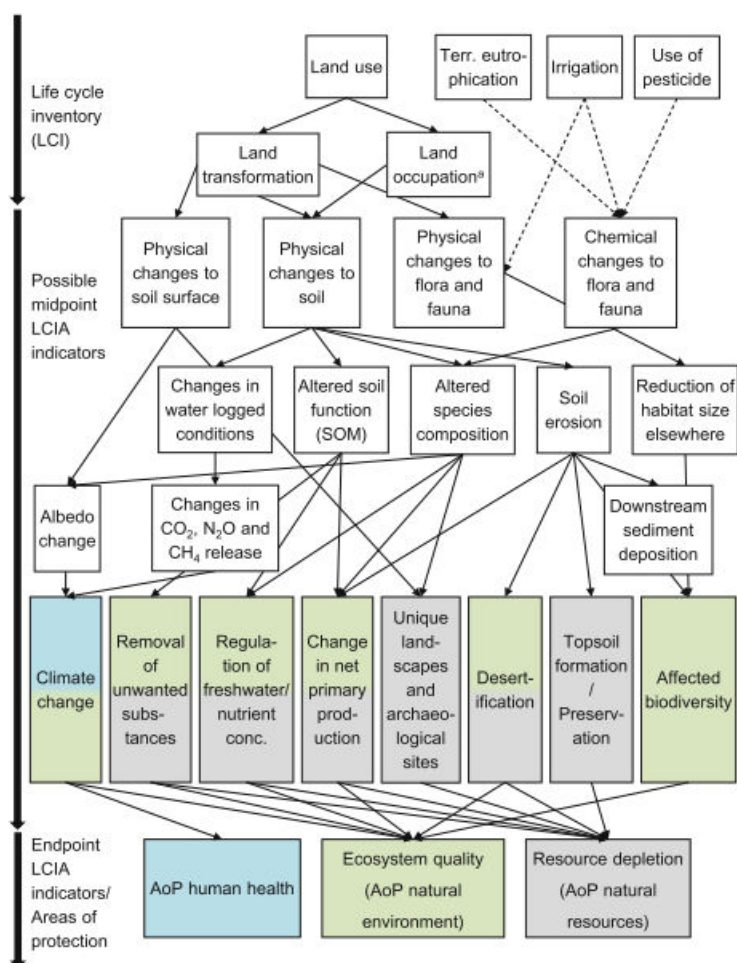 Life cycle
inventory
(LCI)
Land use
Terr. eutro-
phication
Irrigation
Use of
pesticide
Land
transformation
Land
occupationᵃ
Possible
midpoint
LCIA
indicators
Physical
changes to
soil surface
Physical
changes to
soil
Physical
changes to
flora and
fauna
Chemical
changes to
flora and
fauna
Changes in
water logged
conditions
Altered soil
function
(SOM)
Altered
species
composition
Soil
erosion
Reduction of
habitat size
elsewhere
Albedo
change
Changes in
CO₂, N₂O and
CH₄ release
Downstream
sediment
deposition
Climate
change
Removal
of
unwanted
subs-
tances
Regula-
tion of
freshwater/
nutrient
conc.
Change
in net
primary
prod-
uction
Unique
land-
scapes
and
archaeo-
logical
sites
Desert-
ification
Topsoil
formation
/
Preserv-
ation
Affected
biodiversity
Endpoint
LCIA
indicators/
Areas of
protection
AoP human health
Ecosystem quality
(AoP natural
environment)
Resource depletion
(AoP natural
resources)